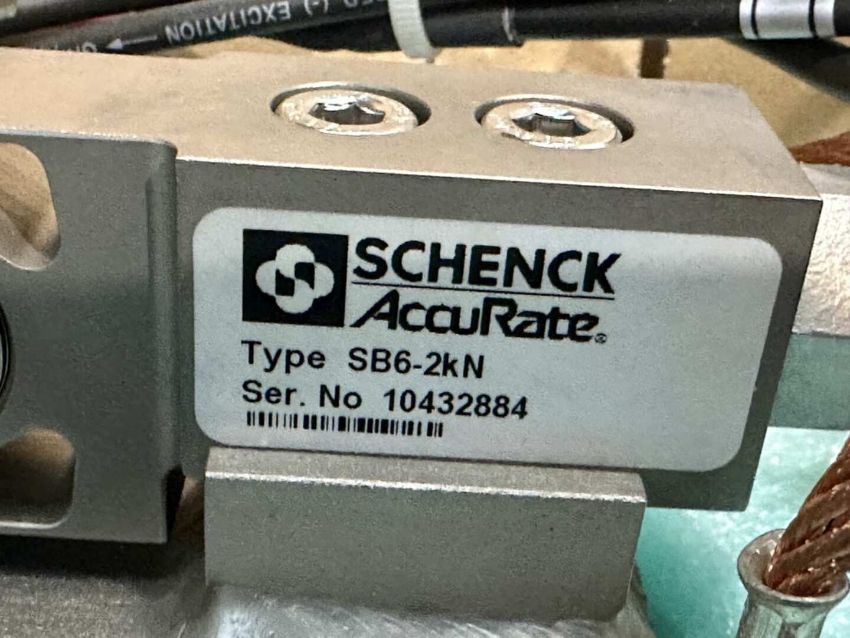 (-) EXCITATION
SCHENCK
AccuRate®
Type SB6-2kN
Ser. No 10432884